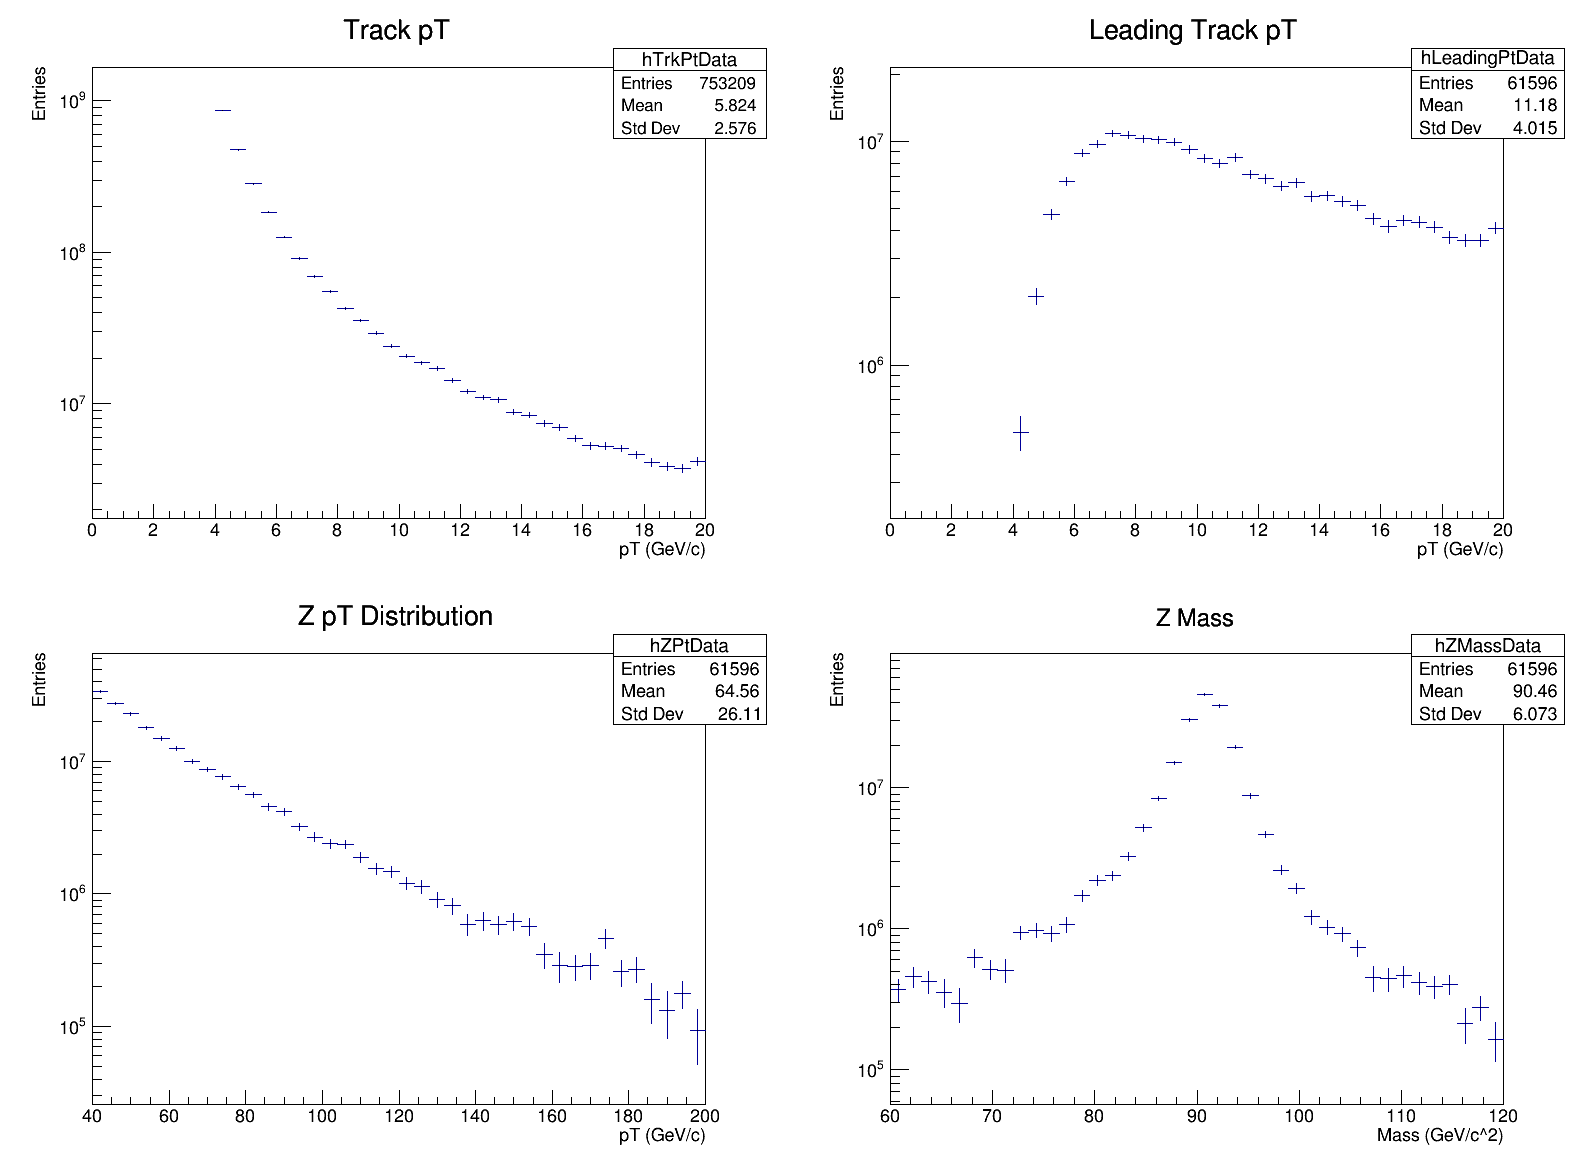 Track pT
Entries
hTrkPtData
Entries 753209
Mean 5.824
Std Dev 2.576
10^9
10^8
10^7
0 2 4 6 8 10 12 14 16 18 20
pT (GeV/c)
Leading Track pT
Entries
hLeadingPtData
Entries 61596
Mean 11.18
Std Dev 4.015
10^7
10^6
0 2 4 6 8 10 12 14 16 18 20
pT (GeV/c)
Z pT Distribution
Entries
hZPtData
Entries 61596
Mean 64.56
Std Dev 26.11
10^7
10^6
10^5
40 60 80 100 120 140 160 180 200
pT (GeV/c)
Z Mass
Entries
hZMassData
Entries 61596
Mean 90.46
Std Dev 6.073
10^7
10^6
10^5
60 70 80 90 100 110 120
Mass (GeV/c^2)